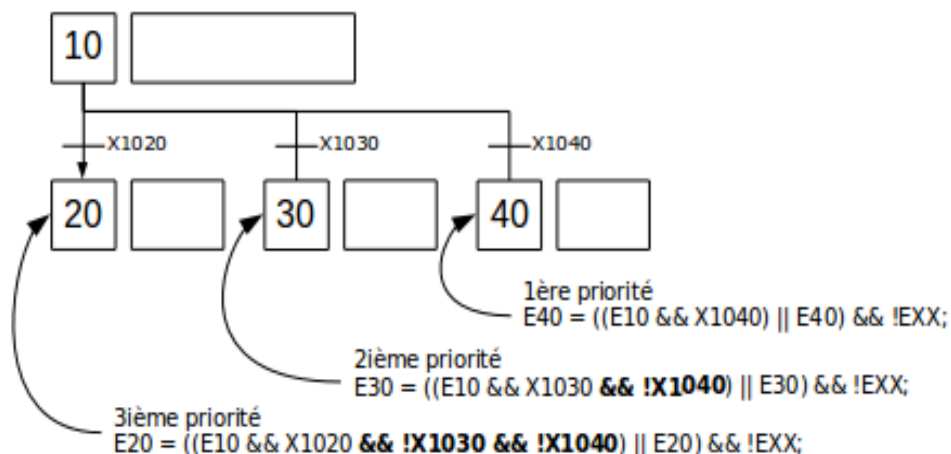 10
X1020
X1030
X1040
20
30
40
1ère priorité
E40 = ((E10 && X1040) || E40) && !EXX;
2ième priorité
E30 = ((E10 && X1030 && !X1040) || E30) && !EXX;
3ième priorité
E20 = ((E10 && X1020 && !X1030 && !X1040) || E20) && !EXX;